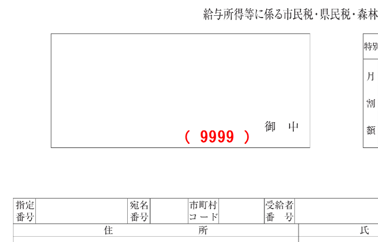 給与所得等に係る市民税・県民税・森林
特別
月
割
額
御 中
( 9999 )
指定番号
宛名番号
市町村コード
受給者番号
住 所
氏